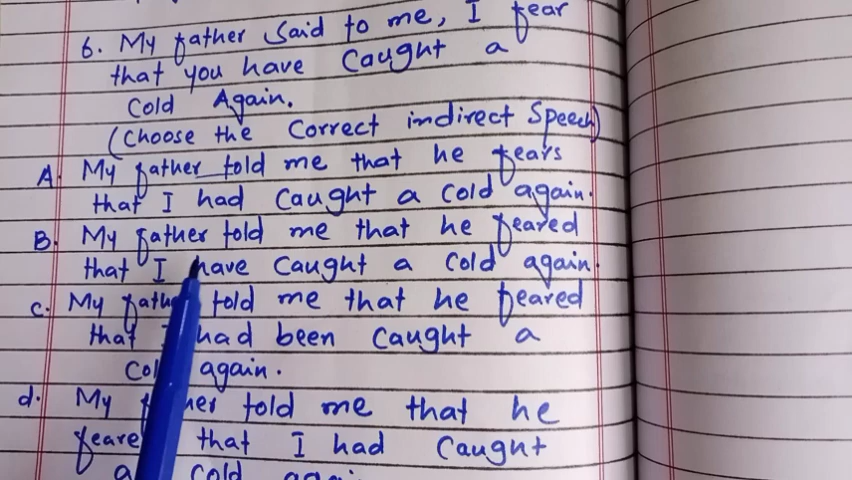 6. My father Said to me, I fear
that you have Caught a
Cold Again.
(Choose the Correct indirect Speech)
A. My father told me that he fears
that I had Caught a Cold again.
B. My father told me that he feared
that I have Caught a Cold again.
C. My told me that he feared
that had been Caught a
again.
d. My told me that he
that I had Caught
a Cold again